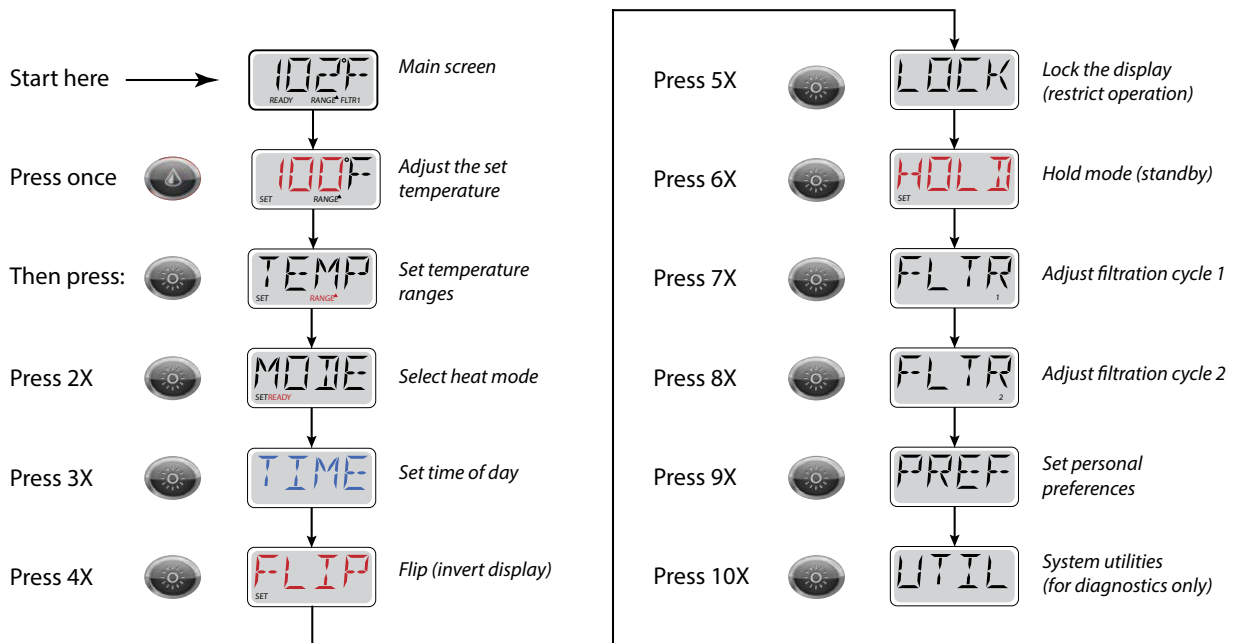 Start here
102°F
READY RANGE FLTR1
Main screen
Press once
100°F
SET RANGE
Adjust the set
temperature
Then press:
TEMP
SET RANGE
Set temperature
ranges
Press 2X
MODE
SETREADY
Select heat mode
Press 3X
TIME
Set time of day
Press 4X
FLIP
SET
Flip (invert display)
Press 5X
LOCK
Lock the display
(restrict operation)
Press 6X
HOLD
SET
Hold mode (standby)
Press 7X
FLTR
1
Adjust filtration cycle 1
Press 8X
FLTR
2
Adjust filtration cycle 2
Press 9X
PREF
Set personal
preferences
Press 10X
UTIL
System utilities
(for diagnostics only)